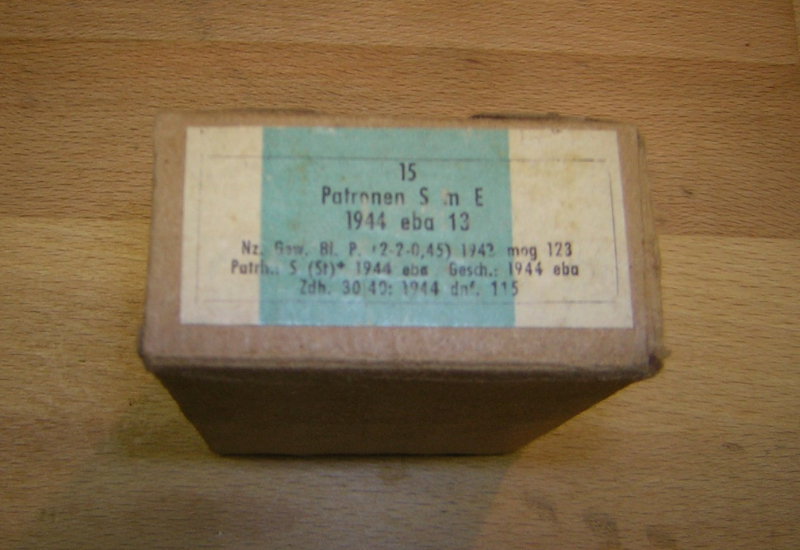 15
Patronen S m E
1944 eba 13
Nz. Gew. Bl. P. (2-2-0,45) 1943 mog 123
Patrh.: S (St)* 1944 eba Gesch.: 1944 eba
Zdh. 30/40: 1944 dnf. 115